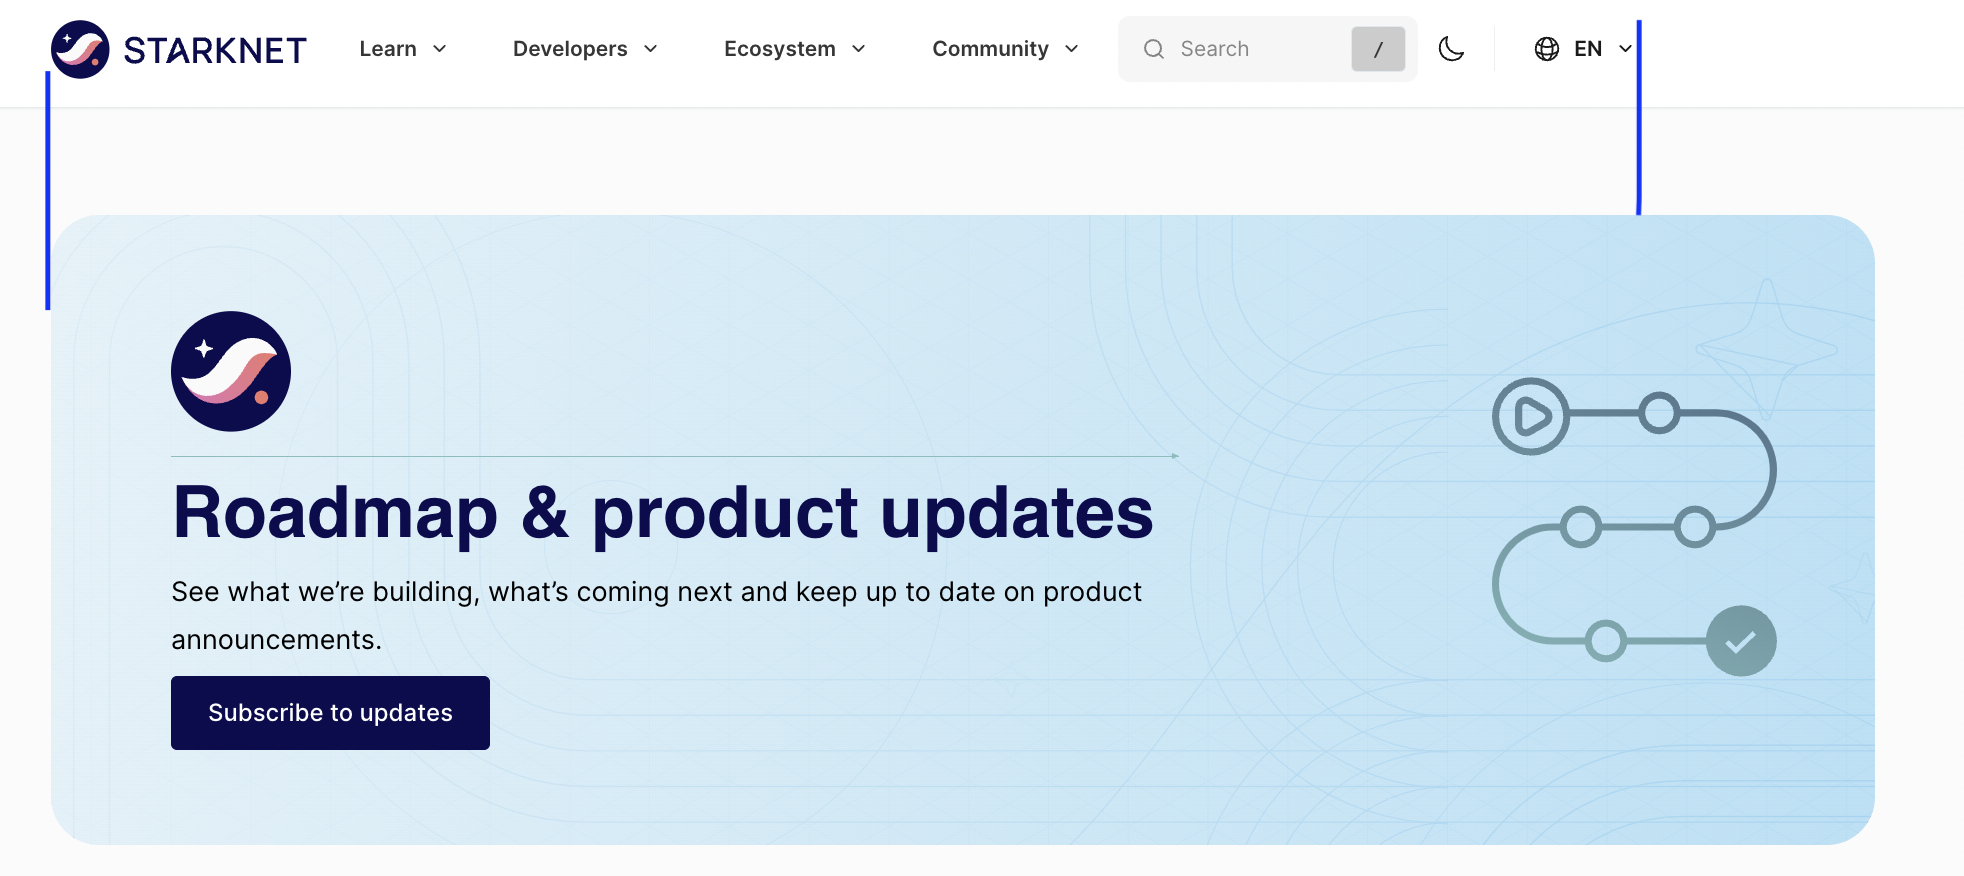 STARKNET Learn Developers Ecosystem Community Search / EN
Roadmap & product updates
See what we’re building, what’s coming next and keep up to date on product
announcements.
Subscribe to updates